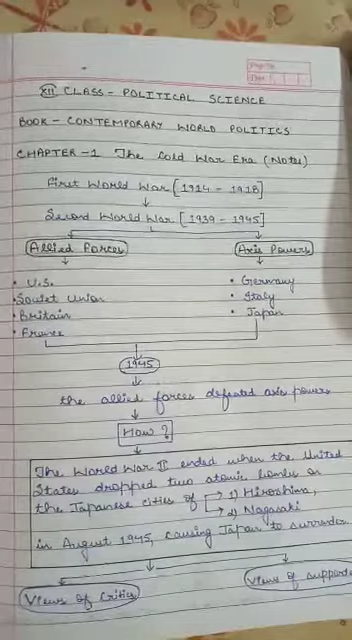 Page No.
Date
XII CLASS - POLITICAL SCIENCE
BOOK - CONTEMPORARY WORLD POLITICS
CHAPTER - 1 The Cold War Era (Notes)
First World War [1914 - 1918]
Second World War [1939 - 1945]
Allied Forces Axis Powers
• U.S. • Germany
• Soviet Union • Italy
• Britain • Japan
• France
1945
the allied forces defeated axis power
How ?
The World War II ended when the United
States dropped two atomic bombs on
the Japanese cities of → 1) Hiroshima,
→ 2) Nagasaki
in August 1945, causing Japan to surrender.
Views of Critics Views of